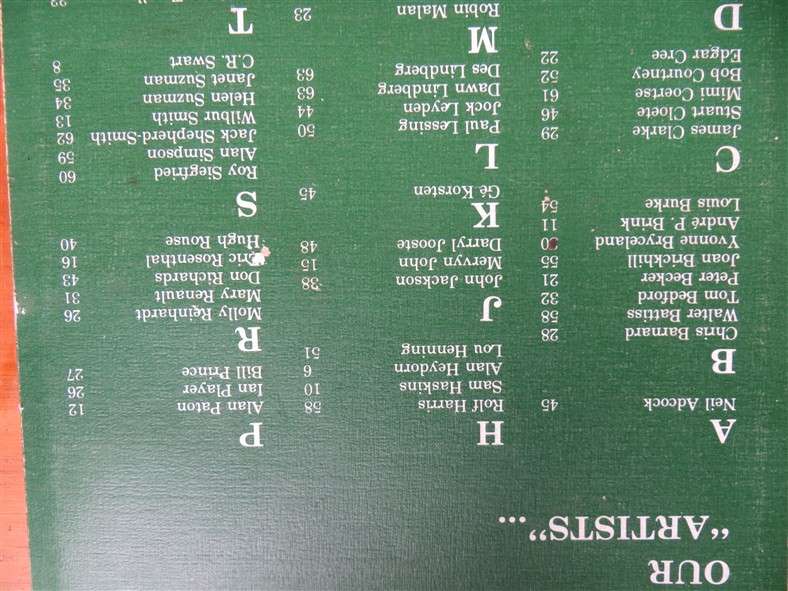 OUR
"ARTISTS"...
A
Neil Adcock 45
B
Chris Barnard 28
Walter Battiss 58
Tom Bedford 32
Peter Becker 21
Joan Brickhill 55
Yvonne Bryceland
André P. Brink 11
Louis Burke 54
C
James Clarke 29
Stuart Cloete 46
Mimi Coertse 61
Bob Courtney 52
Edgar Cree 22
D
H
Rolf Harris 58
Sam Haskins 10
Alan Heydorn 6
Lou Henning 51
J
John Jackson 38
Mervyn John 15
Darryl Jooste 48
K
Gé Korsten 45
L
Paul Lessing 50
Jock Leyden 44
Dawn Lindberg 63
Des Lindberg 63
M
Robin Malan 23
P
Alan Paton 12
Ian Player 26
Bill Prince 27
R
Molly Reinhardt 26
Mary Renault 31
Don Richards 43
Eric Rosenthal 16
Hugh Rouse 40
S
Roy Siegfried 60
Alan Simpson 59
Jack Shepherd-Smith 62
Wilbur Smith 13
Helen Suzman 34
Janet Suzman 35
C.R. Swart 8
T